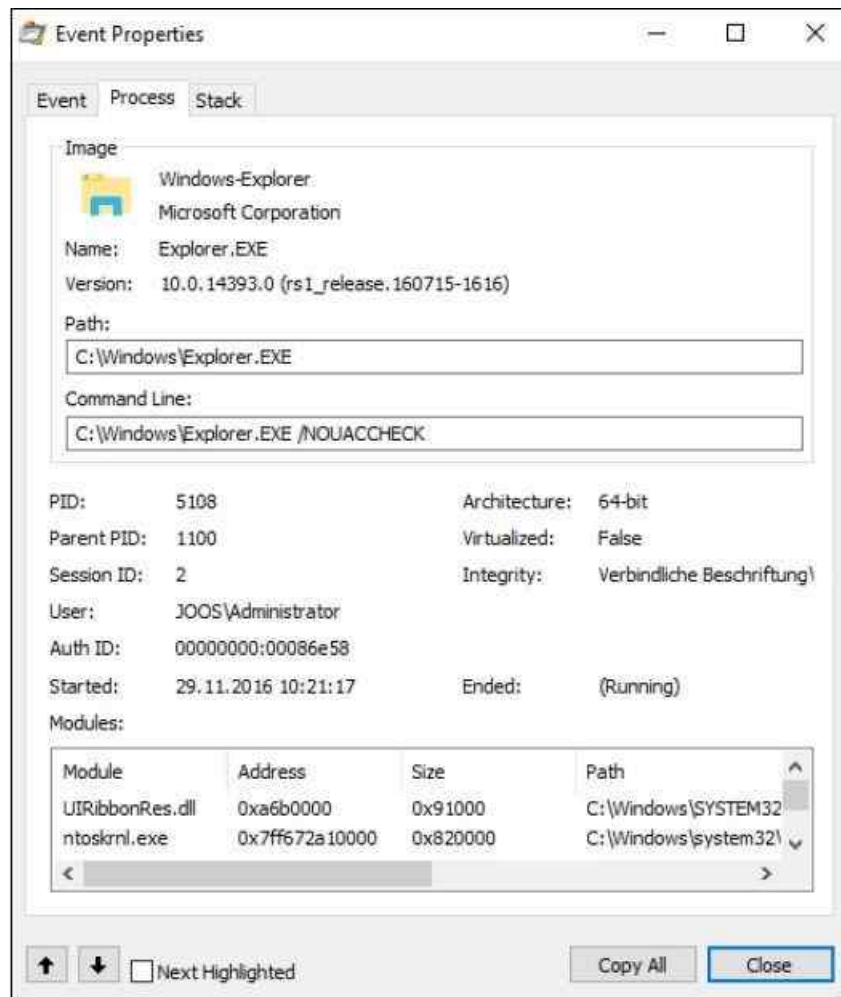 Event Properties
Event Process Stack
Image
Windows-Explorer
Microsoft Corporation
Name: Explorer.EXE
Version: 10.0.14393.0 (rs1_release.160715-1616)
Path:
C:\Windows\Explorer.EXE
Command Line:
C:\Windows\Explorer.EXE /NOUACCHECK
PID: 5108 Architecture: 64-bit
Parent PID: 1100 Virtualized: False
Session ID: 2 Integrity: Verbindliche Beschriftung\
User: JOOS\Administrator
Auth ID: 00000000:00086e58
Started: 29.11.2016 10:21:17 Ended: (Running)
Modules:
Module Address Size Path
UIRibbonRes.dll 0xa6b0000 0x91000 C:\Windows\SYSTEM32
ntoskrnl.exe 0x7ff672a10000 0x820000 C:\Windows\system32\
Next Highlighted Copy All Close